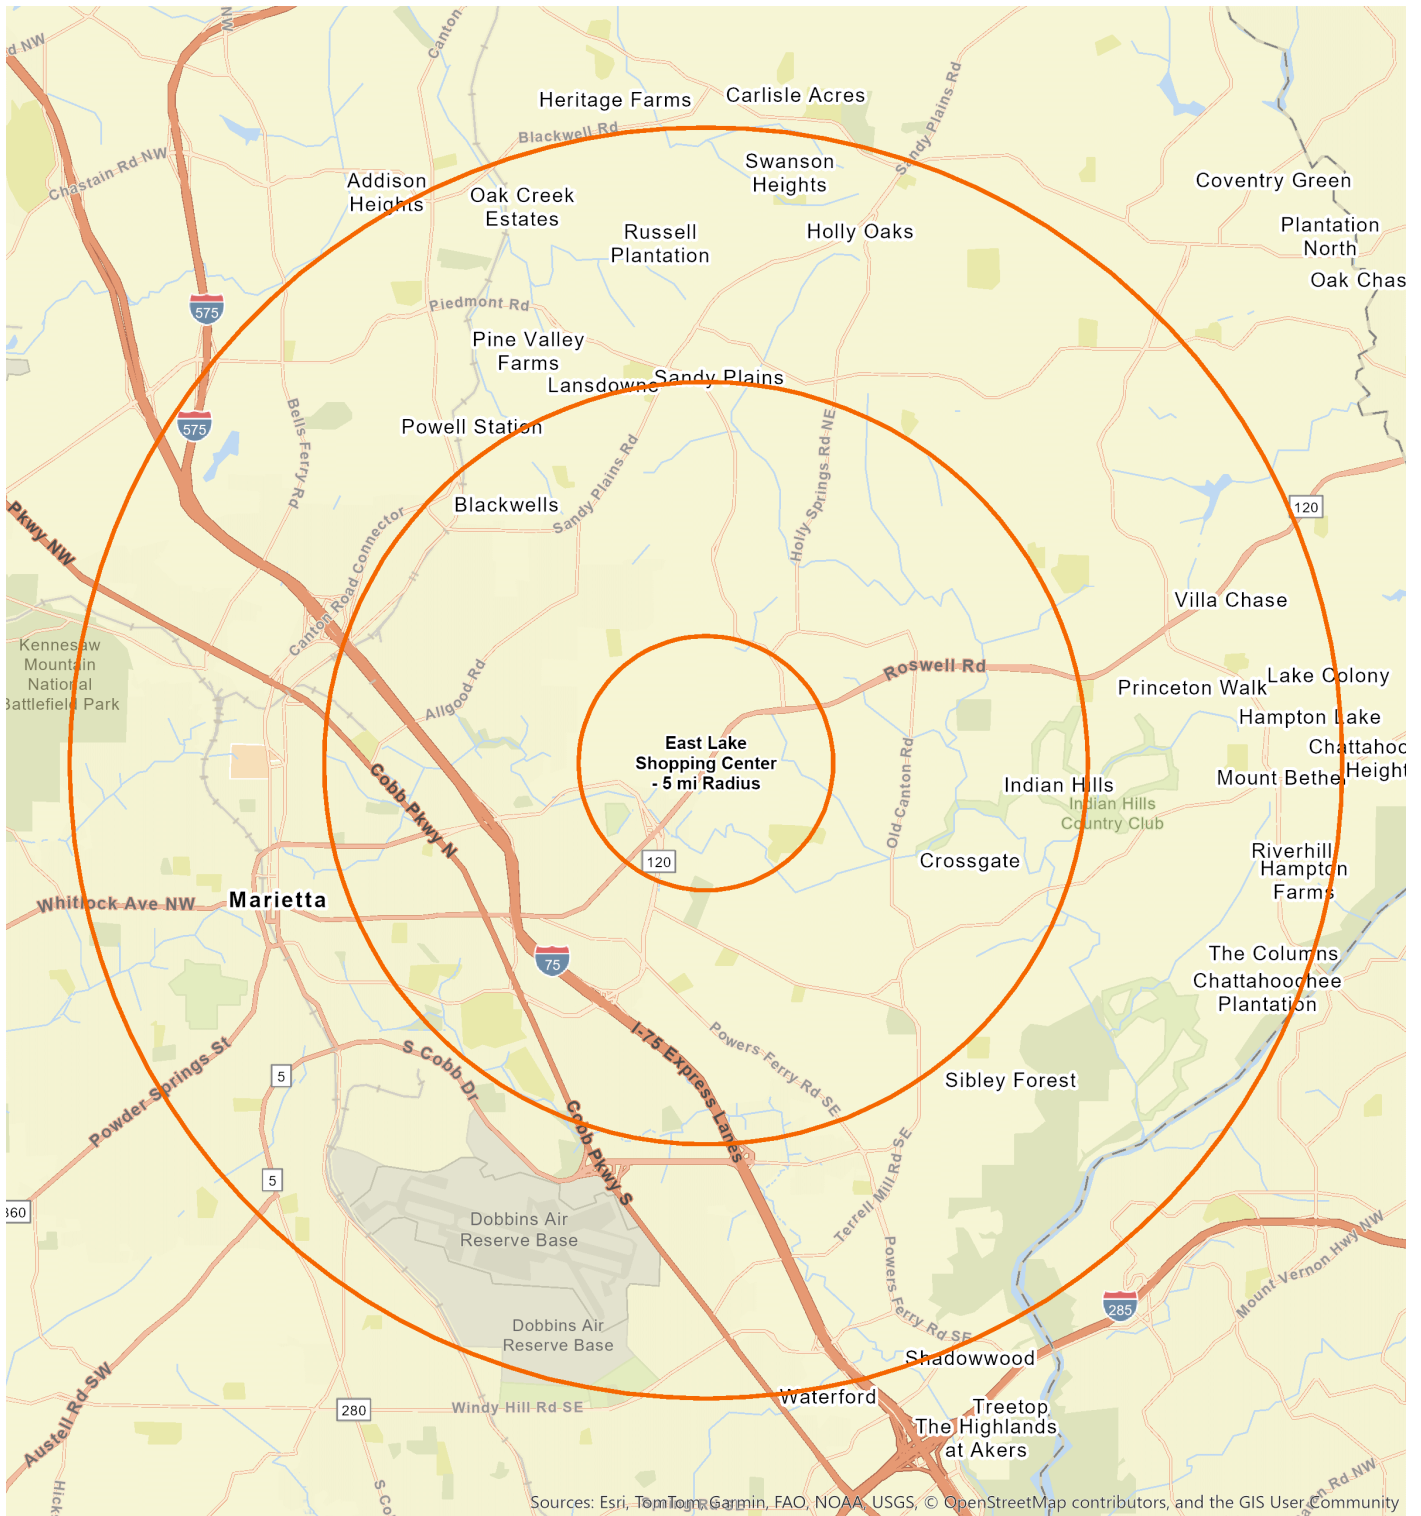 NW
d NW
Canton
Heritage Farms
Carlisle Acres
Sandy Plains Rd
Blackwell Rd
Chastain Rd NW
Swanson
Heights
Addison
Heights
Oak Creek
Estates
Coventry Green
Russell
Plantation
Holly Oaks
Plantation
North
Oak Chas
575
Piedmont Rd
Pine Valley
Farms
Lansdowne
Sandy Plains
575
Bells Ferry Rd
Powell Station
Sandy Plains Rd
Holly Springs Rd NE
Blackwells
120
Pkwy NW
Canton Road Connector
Villa Chase
Kennesaw
Mountain
National
Battlefield Park
Allgood Rd
Roswell Rd
Princeton Walk
Lake Colony
Hampton Lake
East Lake
Shopping Center
- 5 mi Radius
Chattahoo
Height
Mount Bethel
Cobb Pkwy N
Old Canton Rd
Indian Hills
Indian Hills
Country Club
120
Crossgate
Riverhill
Hampton
Farms
Whitlock Ave NW
Marietta
75
The Columns
Chattahoochee
Plantation
I-75 Express Lanes
Powers Ferry Rd SE
Powder Springs St
5
S Cobb Dr
Sibley Forest
Cobb Pkwy S
Terrell Mill Rd SE
5
360
Dobbins Air
Reserve Base
Powers Ferry Rd SE
Mount Vernon Hwy NW
285
Dobbins Air
Reserve Base
Shadowwood
Austell Rd SW
280
Windy Hill Rd SE
Waterford
Treetop
The Highlands
at Akers
Hick
S Co
Rd NW
Sources: Esri, TomTom, Garmin, FAO, NOAA, USGS, © OpenStreetMap contributors, and the GIS User Community